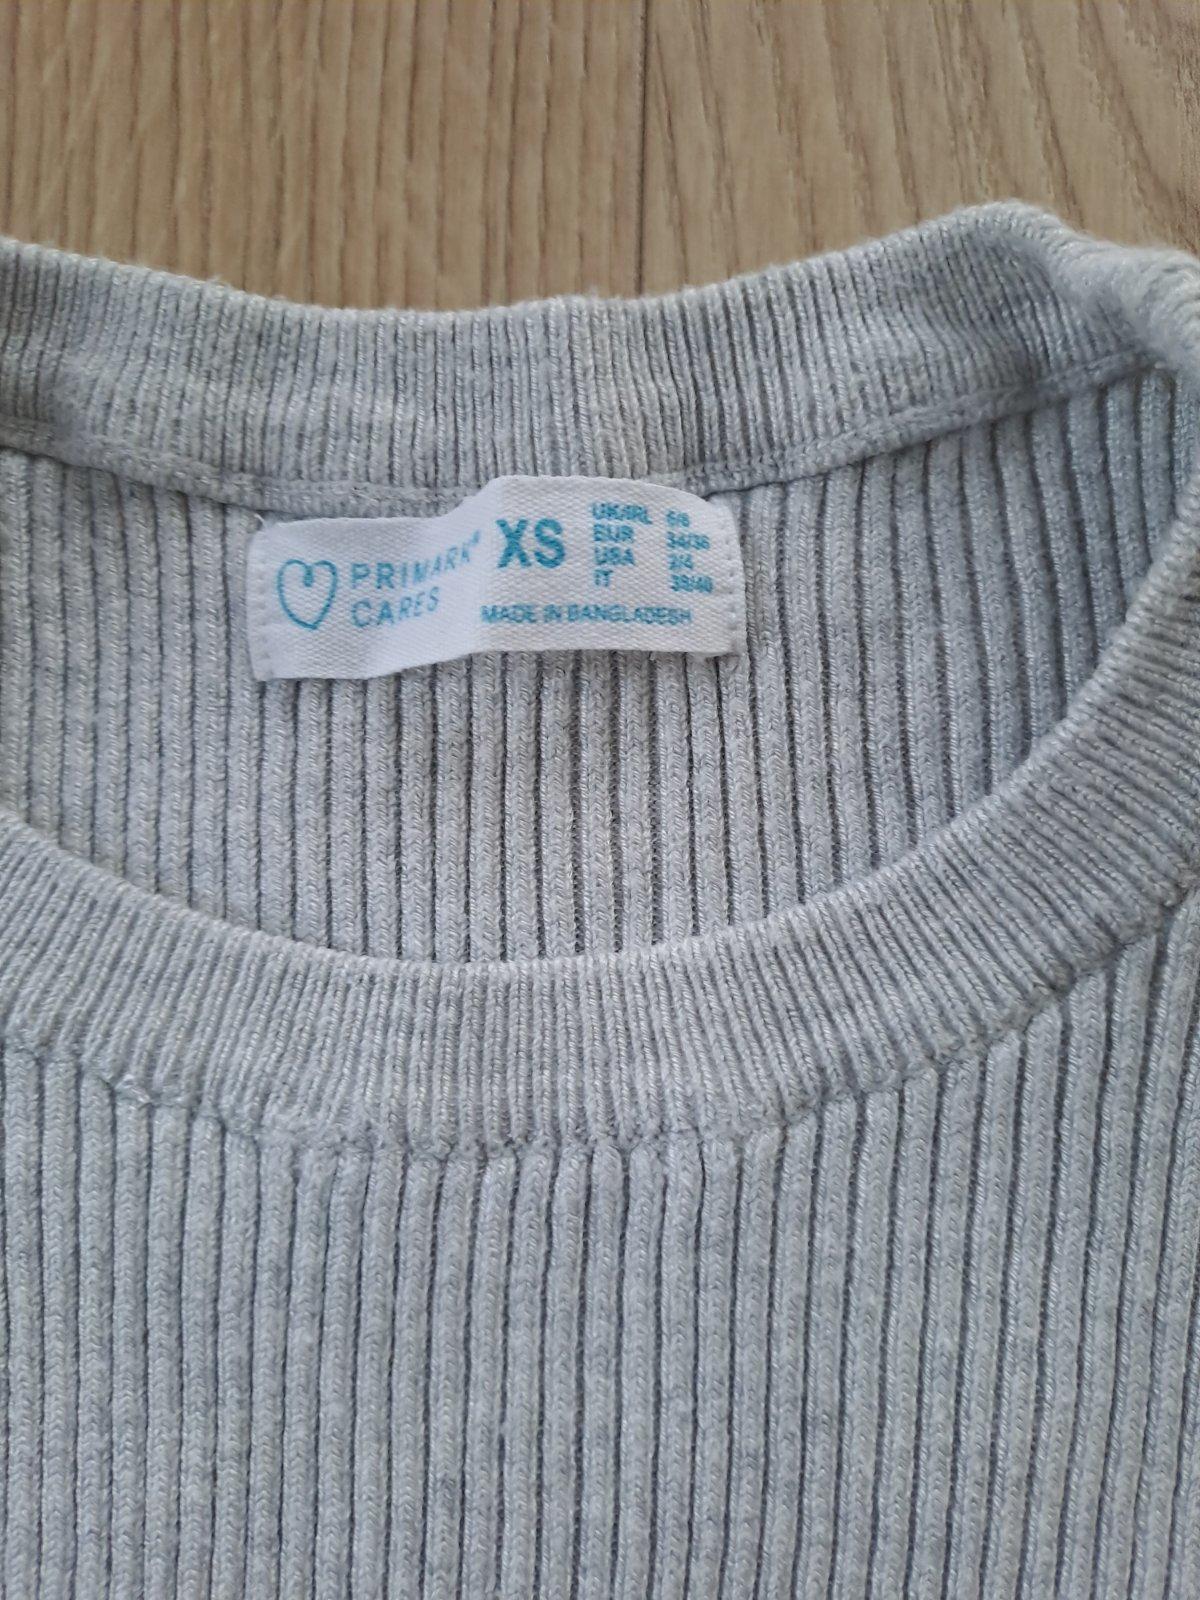 PRIMARK®
CARES
XS
UK/IRL 6/8
EUR 34/36
USA 2/4
IT 38/40
MADE IN BANGLADESH